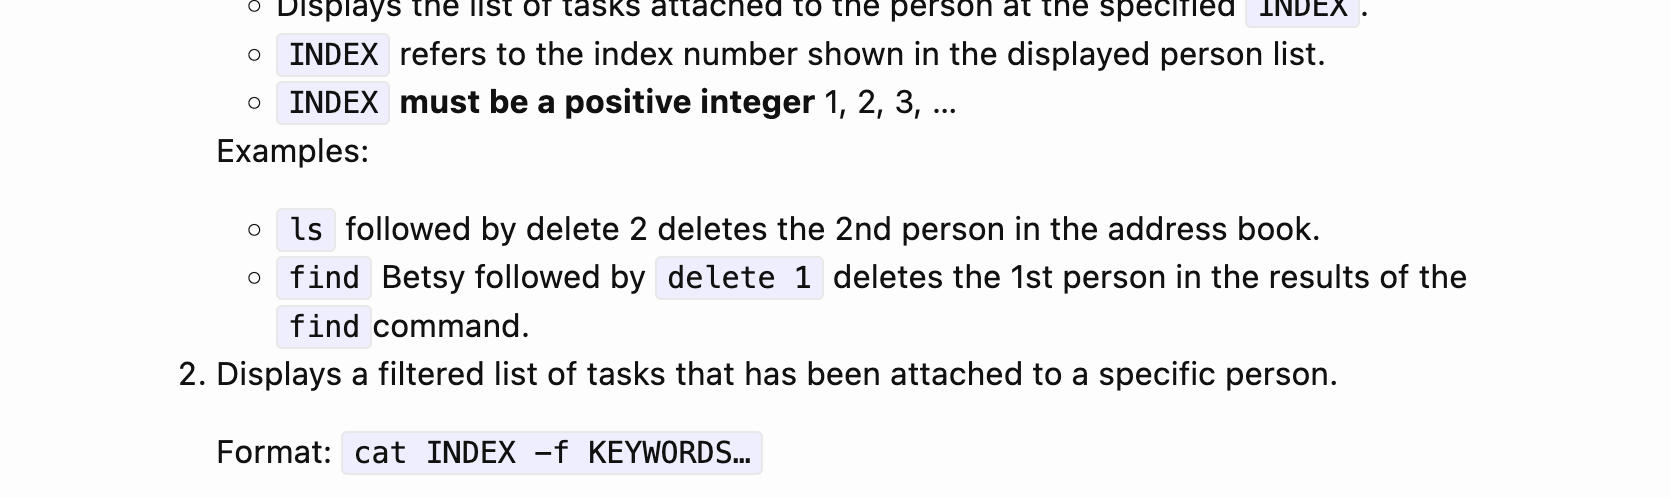 Displays the list of tasks attached to the person at the specified INDEX.
INDEX refers to the index number shown in the displayed person list.
INDEX must be a positive integer 1, 2, 3, …
Examples:
ls followed by delete 2 deletes the 2nd person in the address book.
find Betsy followed by delete 1 deletes the 1st person in the results of the
find command.
2. Displays a filtered list of tasks that has been attached to a specific person.
Format: cat INDEX -f KEYWORDS…